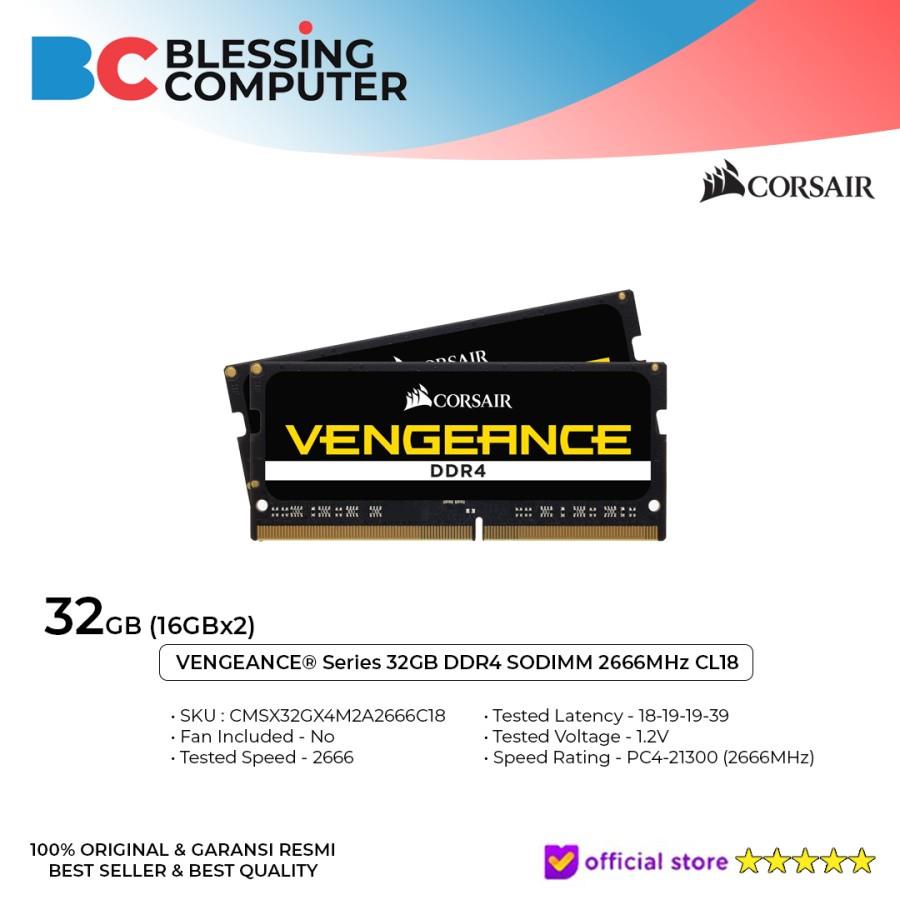 BC BLESSING
COMPUTER
CORSAIR
CORSAIR
CORSAIR
VENGEANCE
DDR4
32GB (16GBx2)
VENGEANCE® Series 32GB DDR4 SODIMM 2666MHz CL18
• SKU : CMSX32GX4M2A2666C18
• Fan Included - No
• Tested Speed - 2666
• Tested Latency - 18-19-19-39
• Tested Voltage - 1.2V
• Speed Rating - PC4-21300 (2666MHz)
100% ORIGINAL & GARANSI RESMI
BEST SELLER & BEST QUALITY
official store